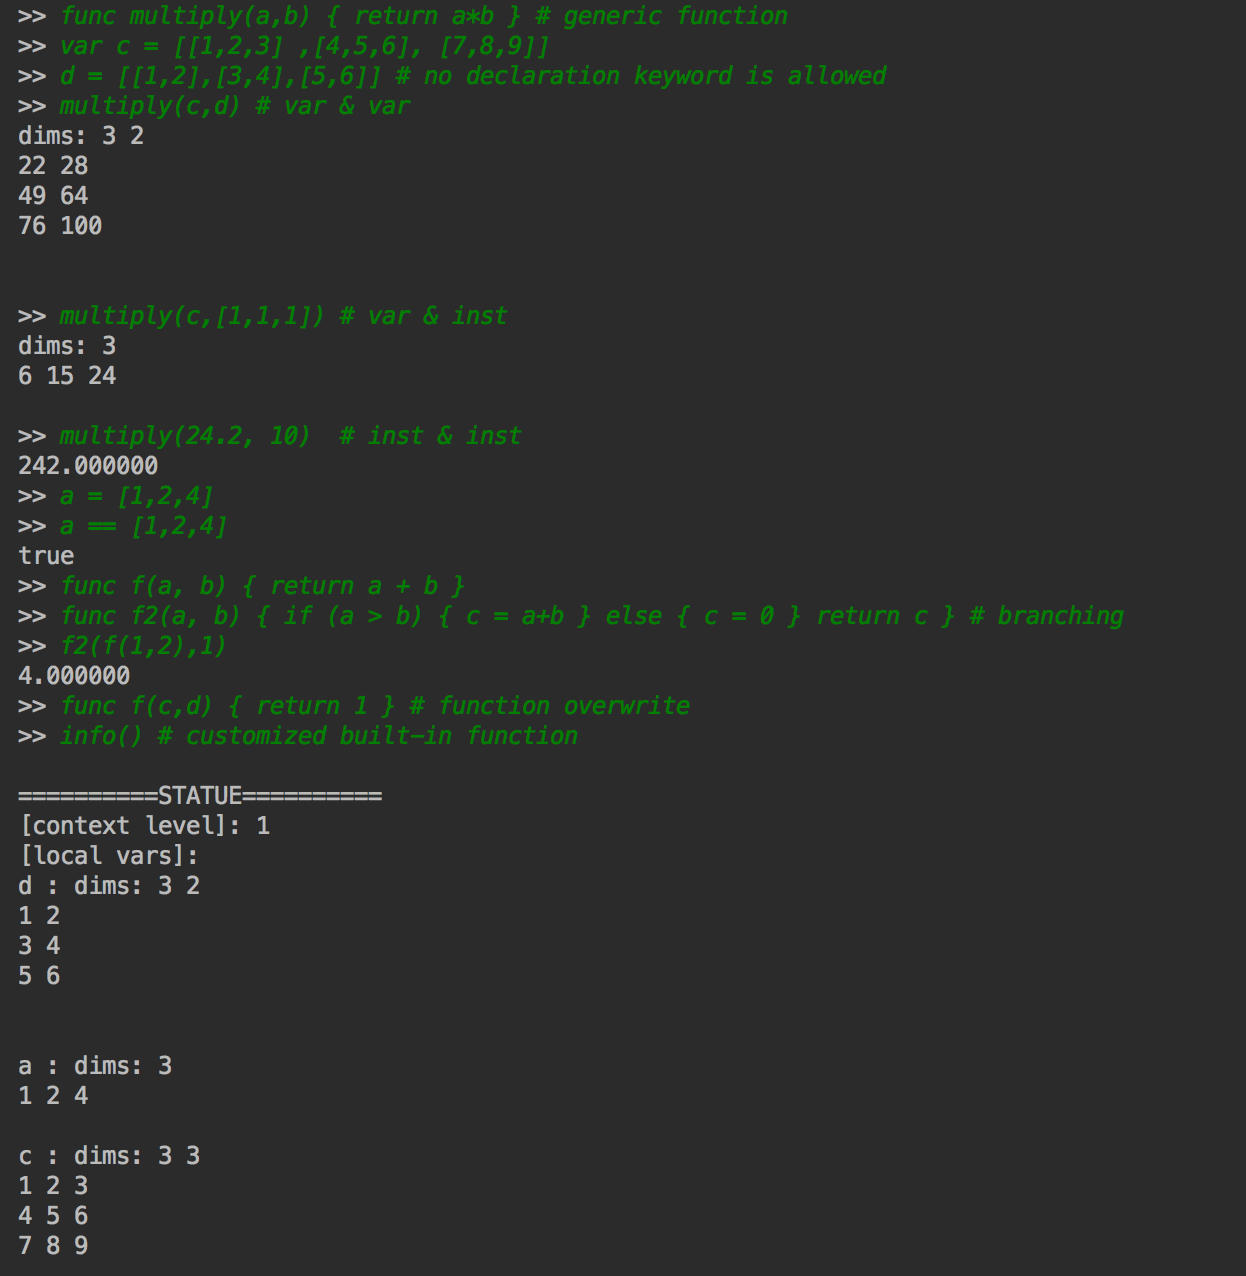 >> func multiply(a,b) { return a*b } # generic function
>> var c = [[1,2,3] ,[4,5,6], [7,8,9]]
>> d = [[1,2],[3,4],[5,6]] # no declaration keyword is allowed
>> multiply(c,d) # var & var
dims: 3 2
22 28
49 64
76 100
>> multiply(c,[1,1,1]) # var & inst
dims: 3
6 15 24
>> multiply(24.2, 10)  # inst & inst
242.000000
>> a = [1,2,4]
>> a == [1,2,4]
true
>> func f(a, b) { return a + b }
>> func f2(a, b) { if (a > b) { c = a+b } else { c = 0 } return c } # branching
>> f2(f(1,2),1)
4.000000
>> func f(c,d) { return 1 } # function overwrite
>> info() # customized built-in function
==========STATUE==========
[context level]: 1
[local vars]:
d : dims: 3 2
1 2
3 4
5 6
a : dims: 3
1 2 4
c : dims: 3 3
1 2 3
4 5 6
7 8 9